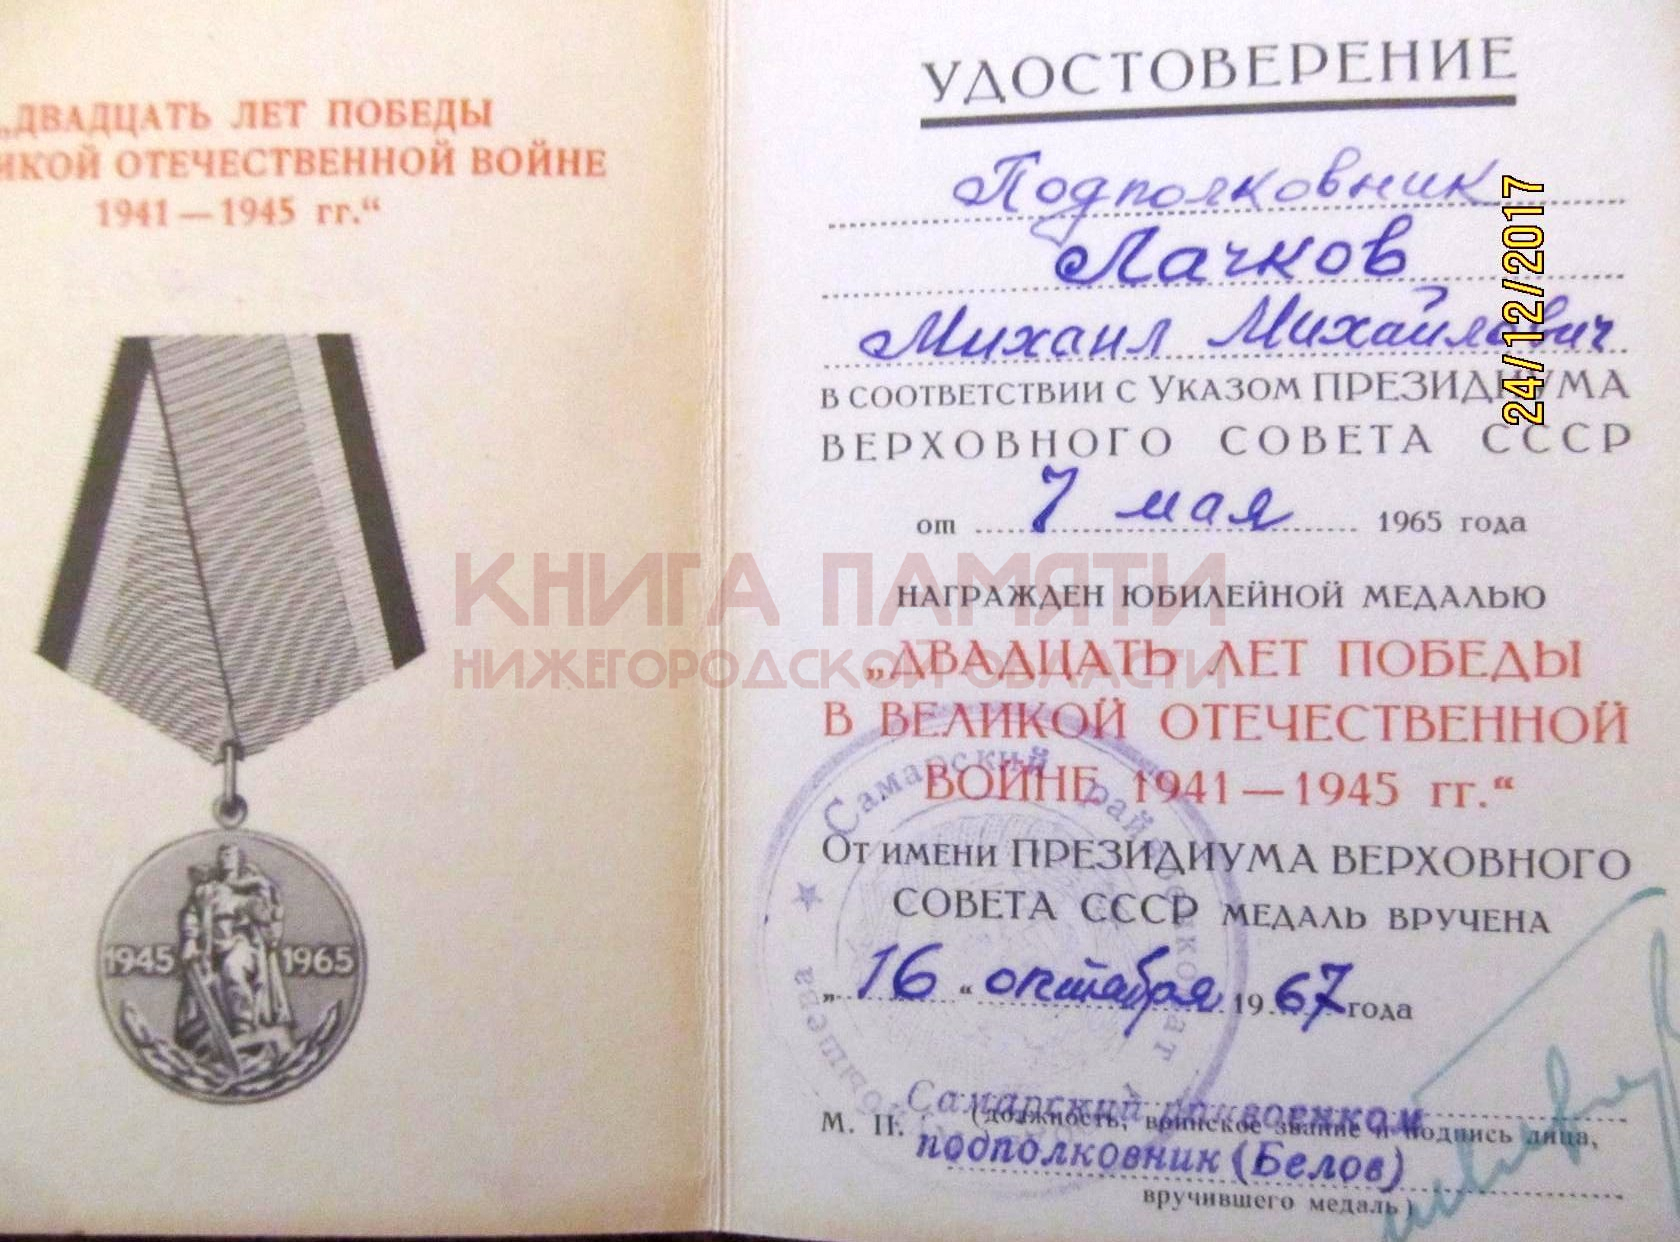 „ДВАДЦАТЬ ЛЕТ ПОБЕДЫ
ИКОЙ ОТЕЧЕСТВЕННОЙ ВОЙНЕ
1941—1945 гг.“
1945 1965
УДОСТОВЕРЕНИЕ
Подполковник
Лачков
Михаил Михайлович
В СООТВЕТСТВИИ С УКАЗОМ ПРЕЗИДИУМА
ВЕРХОВНОГО СОВЕТА СССР
от 7 мая 1965 года
НАГРАЖДЕН ЮБИЛЕЙНОЙ МЕДАЛЬЮ
„ДВАДЦАТЬ ЛЕТ ПОБЕДЫ
В ВЕЛИКОЙ ОТЕЧЕСТВЕННОЙ
ВОЙНЕ 1941—1945 гг.“
ОТ ИМЕНИ ПРЕЗИДИУМА ВЕРХОВНОГО
СОВЕТА СССР МЕДАЛЬ ВРУЧЕНА
„16“ октября 1967 года
Самарский райвоенком
М. П. (должность, воинское звание и подпись лица,
подполковник (Белов)
вручившего медаль)
Самарский райвоенкомат
24/12/2017
КНИГА ПАМЯТИ
НИЖЕГОРОДСКОЙ ОБЛАСТИ